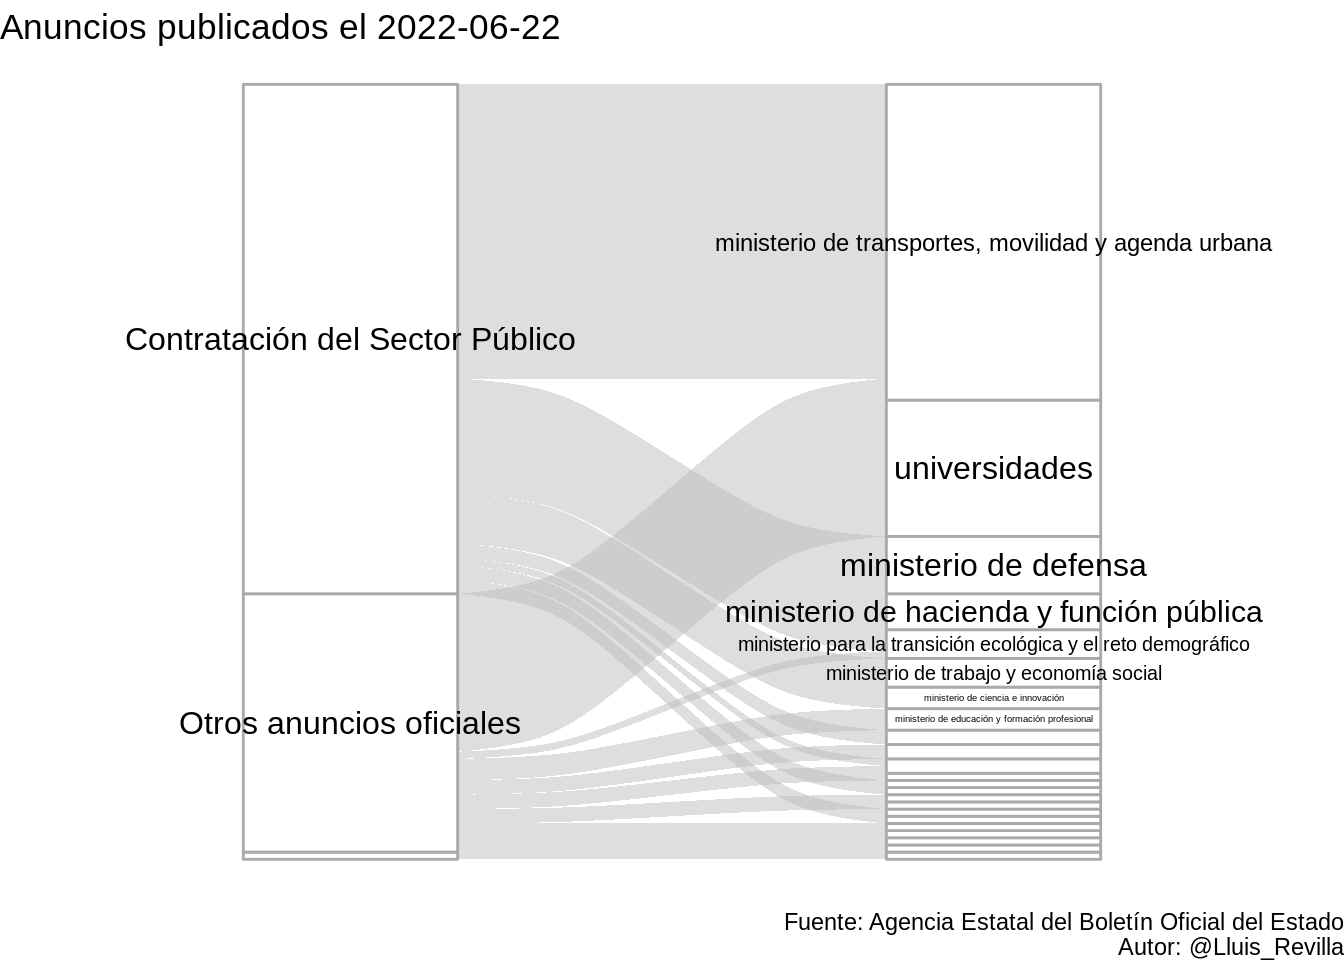 Anuncios publicados el 2022-06-22
ministerio de transportes, movilidad y agenda urbana
Contratación del Sector Público
universidades
ministerio de defensa
ministerio de hacienda y función pública
ministerio para la transición ecológica y el reto demográfico
ministerio de trabajo y economía social
ministerio de ciencia e innovación
ministerio de educación y formación profesional
Otros anuncios oficiales
Fuente: Agencia Estatal del Boletín Oficial del Estado
Autor: @Lluis_Revilla